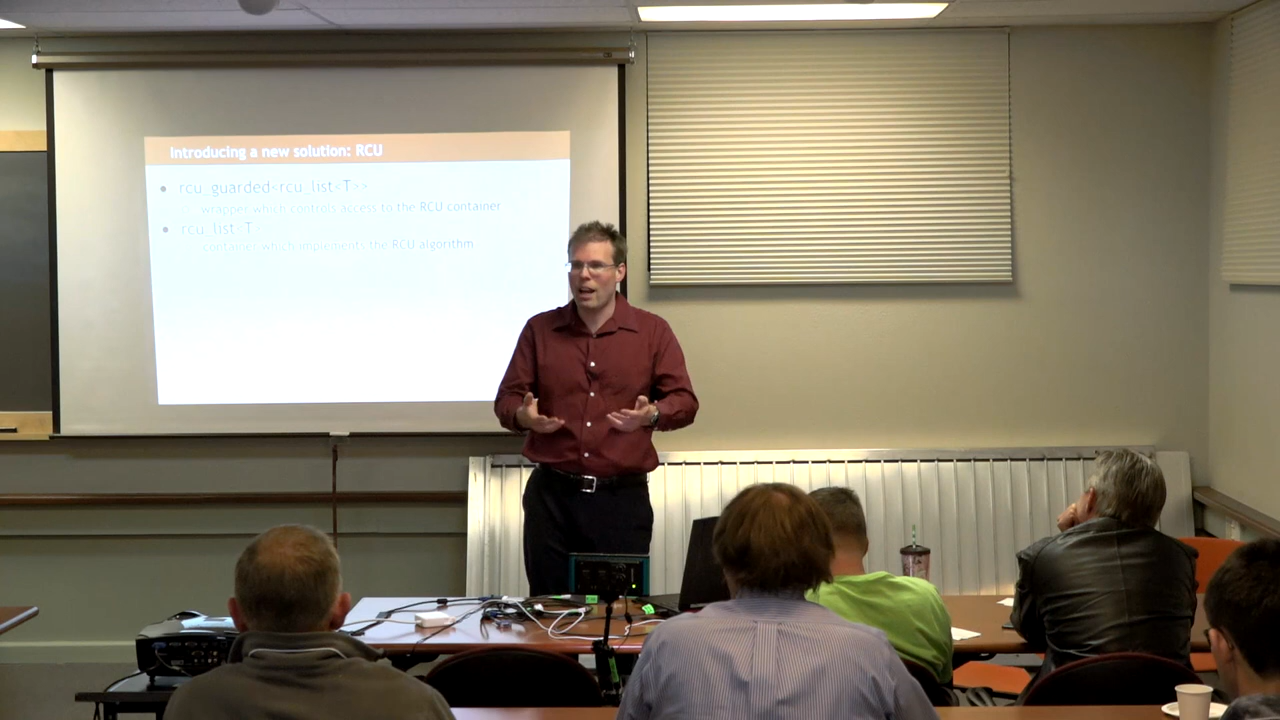 Introducing a new solution: RCU
rcu_guarded<rcu_list<T>>
wrapper which controls access to the RCU container
rcu_list<T>
container which implements the RCU algorithm